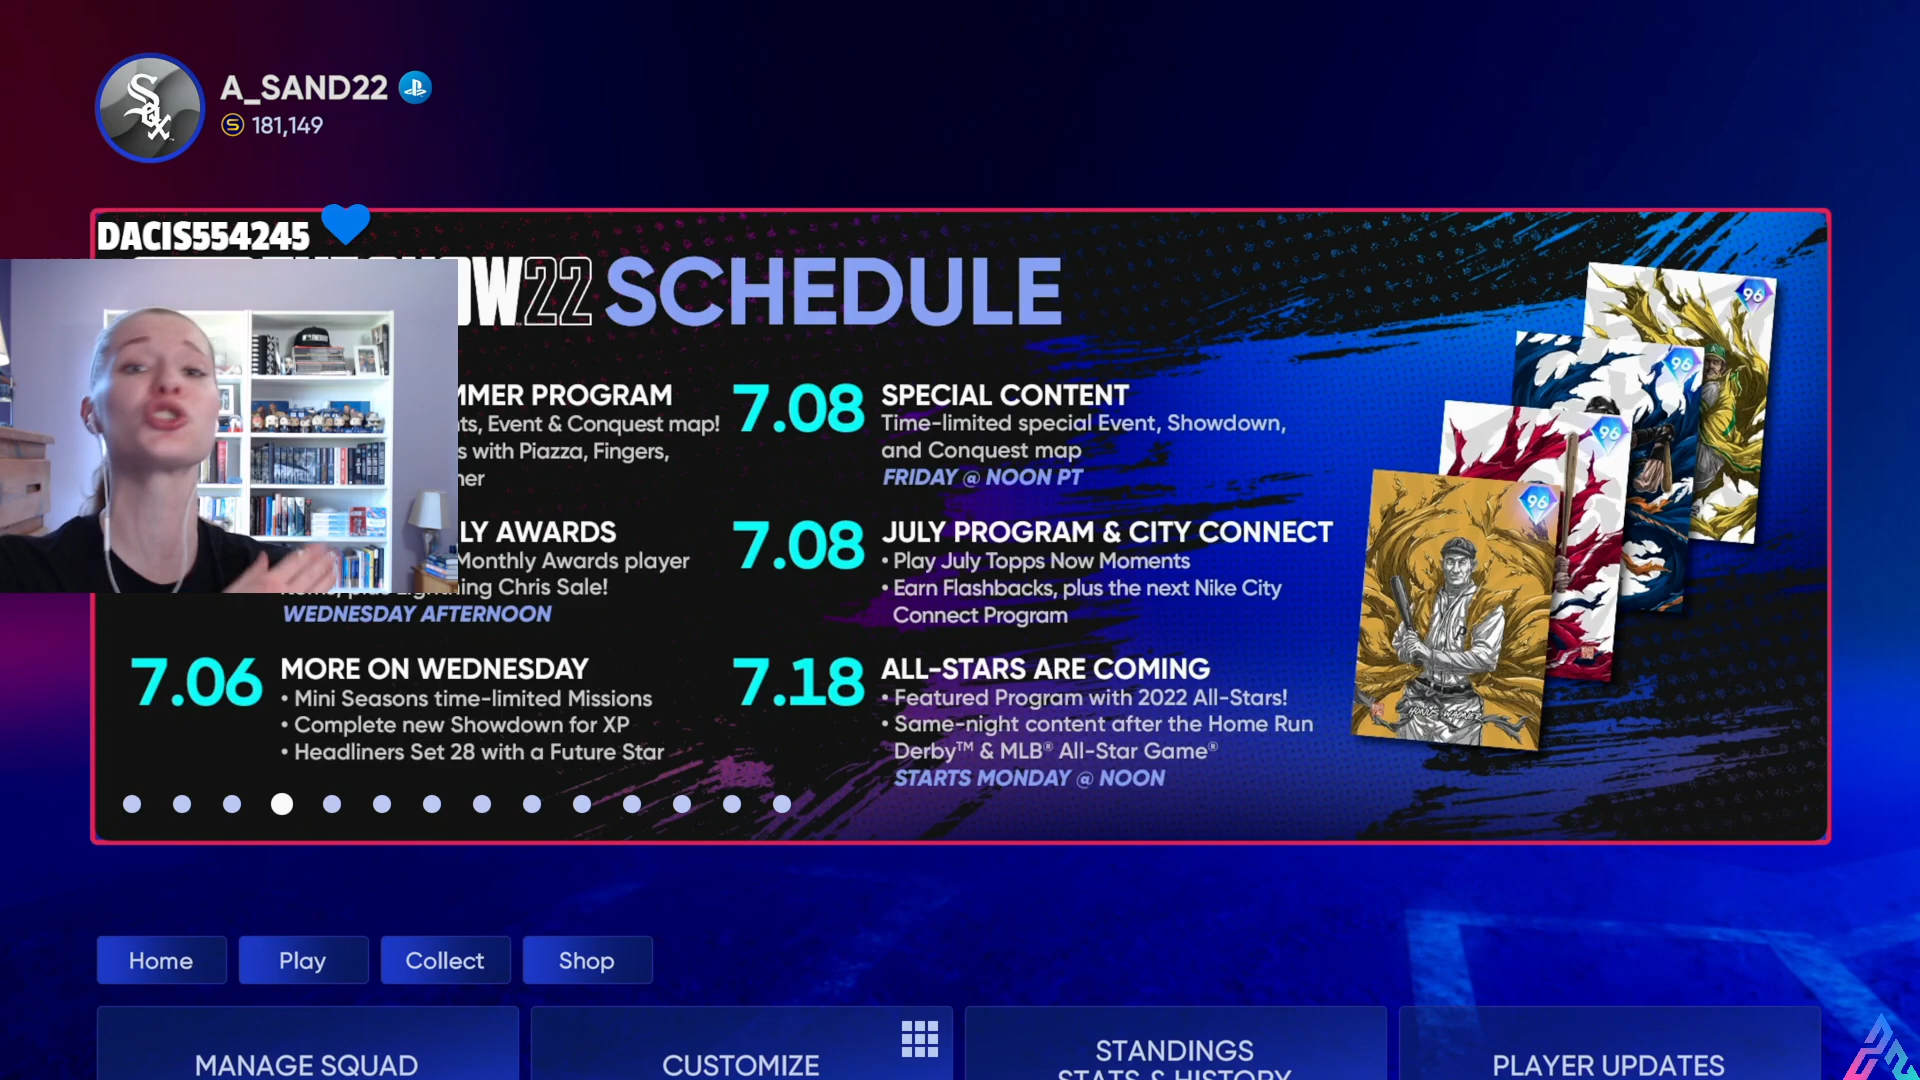 A_SAND22
181,149
DACIS554245
22 SCHEDULE
PROGRAM
Event & Conquest map!
with Piazza, Fingers,
AWARDS
Monthly Awards player
Chris Sale!
WEDNESDAY AFTERNOON
7.06 MORE ON WEDNESDAY
• Mini Seasons time-limited Missions
• Complete new Showdown for XP
• Headliners Set 28 with a Future Star
7.08 SPECIAL CONTENT
Time-limited special Event, Showdown,
and Conquest map
FRIDAY @ NOON PT
7.08 JULY PROGRAM & CITY CONNECT
• Play July Topps Now Moments
• Earn Flashbacks, plus the next Nike City
Connect Program
7.18 ALL-STARS ARE COMING
• Featured Program with 2022 All-Stars!
• Same-night content after the Home Run
Derby™ & MLB® All-Star Game®
STARTS MONDAY @ NOON
96
96
96
96
HONUS WAGNER
Home
Play
Collect
Shop
MANAGE SQUAD
CUSTOMIZE
STANDINGS
STATS & HISTORY
PLAYER UPDATES